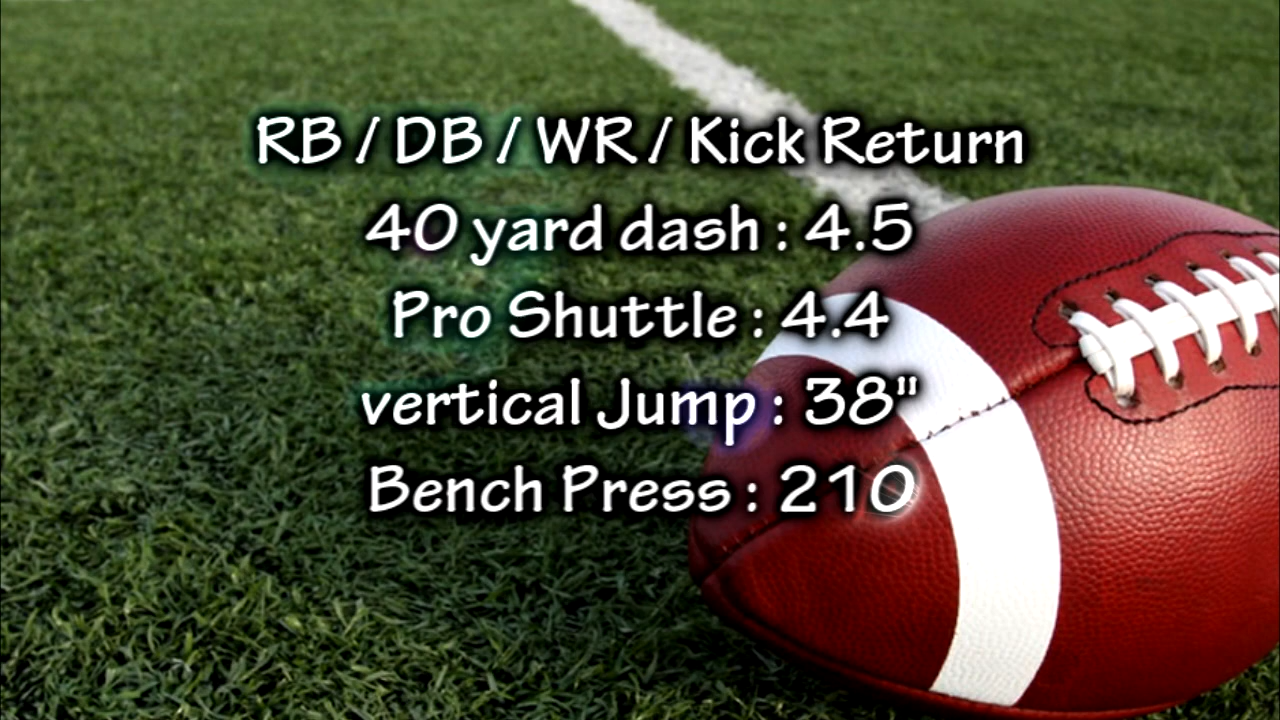 RB / DB / WR / Kick Return
40 yard dash : 4.5
Pro Shuttle : 4.4
vertical Jump : 38"
Bench Press : 210